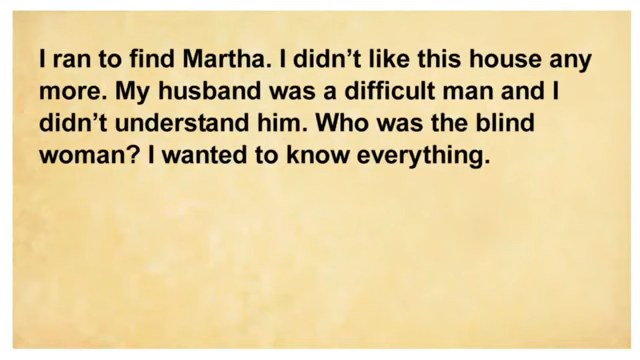 I ran to find Martha. I didn’t like this house any
more. My husband was a difficult man and I
didn’t understand him. Who was the blind
woman? I wanted to know everything.